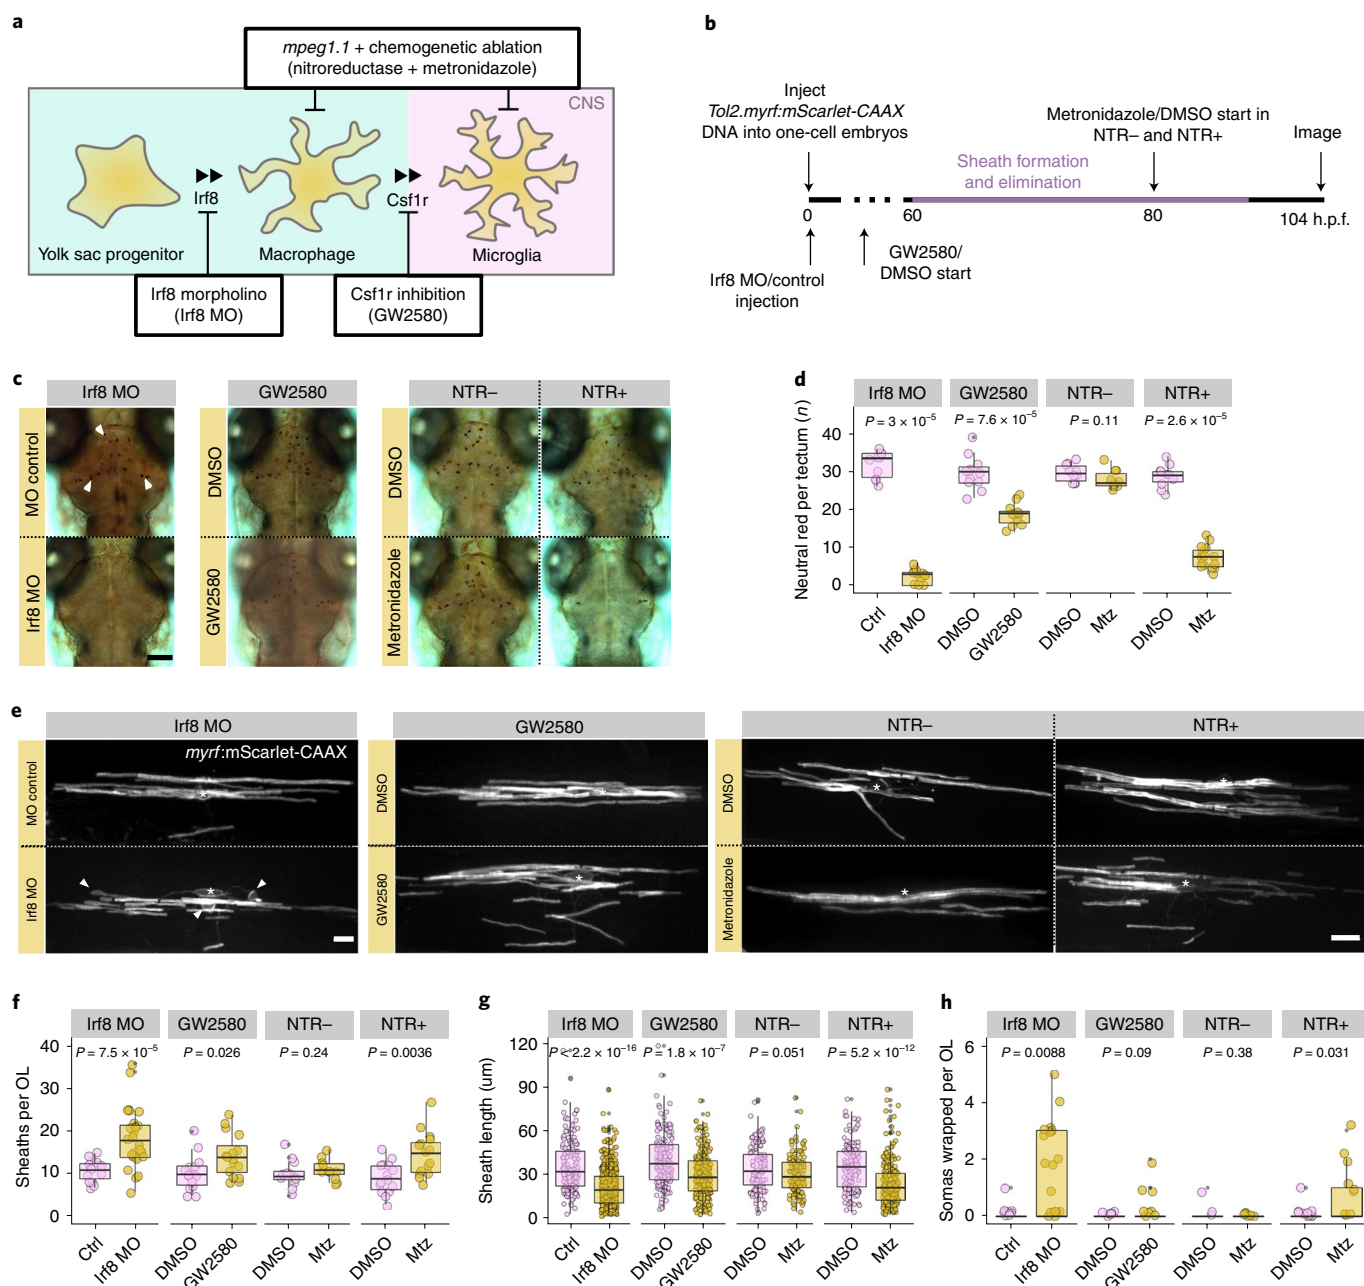 a
mpeg1.1 + chemogenetic ablation
(nitroreductase + metronidazole)
CNS
Irf8
Csf1r
Yolk sac progenitor
Macrophage
Microglia
Irf8 morpholino
(Irf8 MO)
Csf1r inhibition
(GW2580)
b
Inject
Tol2.myrf:mScarlet-CAAX
DNA into one-cell embryos
Metronidazole/DMSO start in
NTR– and NTR+
Image
Sheath formation
and elimination
0
60
80
104 h.p.f.
Irf8 MO/control
injection
GW2580/
DMSO start
c
Irf8 MO
GW2580
NTR–
NTR+
MO control
Irf8 MO
DMSO
GW2580
DMSO
Metronidazole
d
Irf8 MO
GW2580
NTR–
NTR+
P = 3 × 10⁻⁵
P = 7.6 × 10⁻⁵
P = 0.11
P = 2.6 × 10⁻⁵
Neutral red per tectum (n)
40
30
20
10
0
Ctrl
Irf8 MO
DMSO
GW2580
DMSO
Mtz
DMSO
Mtz
e
Irf8 MO
GW2580
NTR–
NTR+
myrf:mScarlet-CAAX
MO control
Irf8 MO
DMSO
GW2580
DMSO
Metronidazole
*
*
*
*
*
*
*
*
f
Irf8 MO
GW2580
NTR–
NTR+
P = 7.5 × 10⁻⁵
P = 0.026
P = 0.24
P = 0.0036
Sheaths per OL
40
30
20
10
0
Ctrl
Irf8 MO
DMSO
GW2580
DMSO
Mtz
DMSO
Mtz
g
Irf8 MO
GW2580
NTR–
NTR+
P < 2.2 × 10⁻¹⁶
P = 1.8 × 10⁻⁷
P = 0.051
P = 5.2 × 10⁻¹²
Sheath length (um)
120
90
60
30
0
Ctrl
Irf8 MO
DMSO
GW2580
DMSO
Mtz
DMSO
Mtz
h
Irf8 MO
GW2580
NTR–
NTR+
P = 0.0088
P = 0.09
P = 0.38
P = 0.031
Somas wrapped per OL
6
4
2
0
Ctrl
Irf8 MO
DMSO
GW2580
DMSO
Mtz
DMSO
Mtz